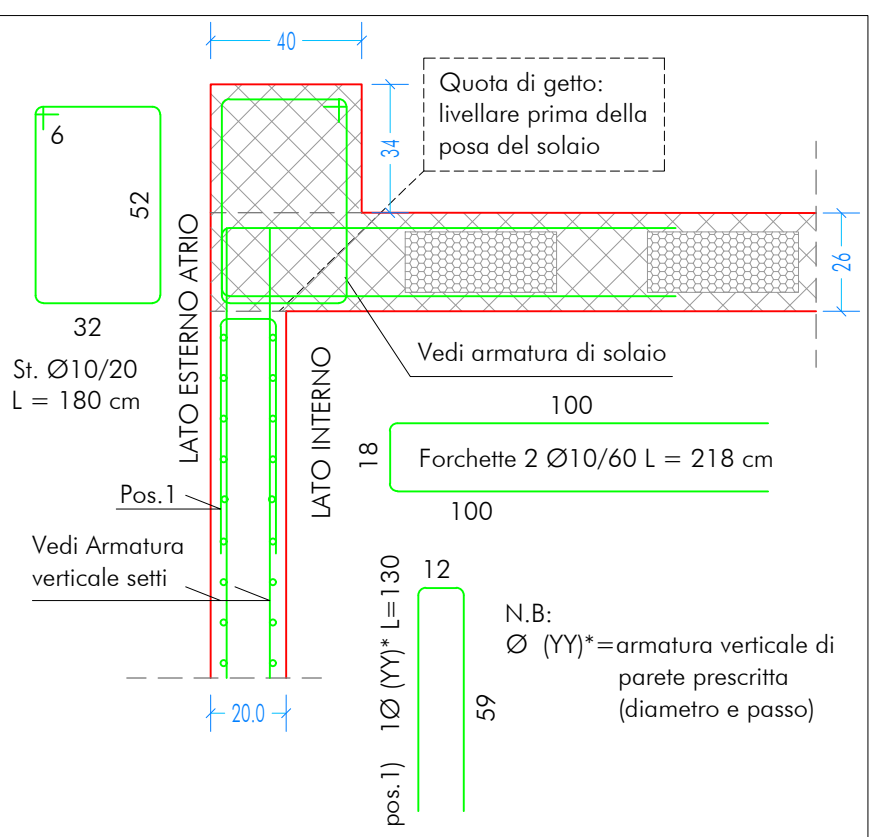 40
Quota di getto:
livellare prima della
posa del solaio
34
6
52
32
St. Ø10/20
L = 180 cm
LATO ESTERNO ATRIO
26
LATO INTERNO
Vedi armatura di solaio
100
18
Forchette 2 Ø10/60 L = 218 cm
100
Pos.1
Vedi Armatura
verticale setti
20.0
pos.1) 1Ø (YY)* L=130
12
59
N.B:
Ø (YY)*=armatura verticale di
parete prescritta
(diametro e passo)